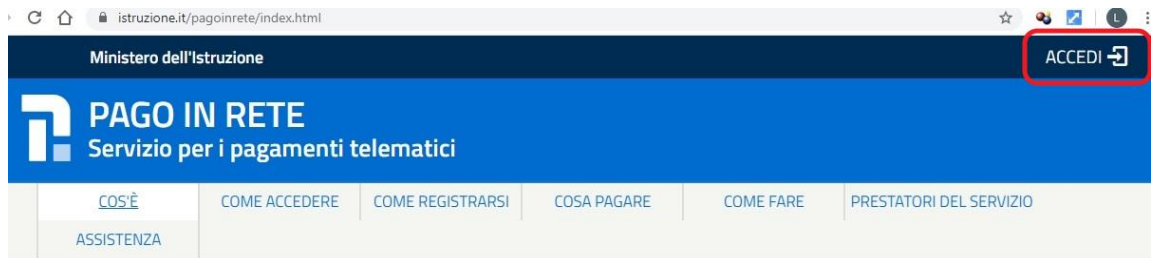 istruzione.it/pagoinrete/index.html
L
Ministero dell'Istruzione
ACCEDI
PAGO IN RETE
Servizio per i pagamenti telematici
COS'È COME ACCEDERE COME REGISTRARSI COSA PAGARE COME FARE PRESTATORI DEL SERVIZIO
ASSISTENZA